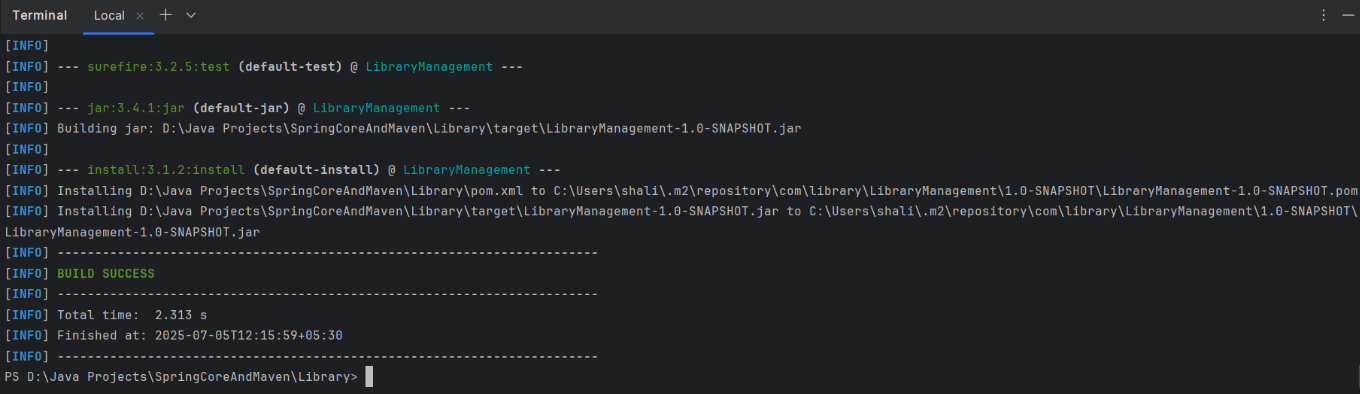 Terminal Local × + ∨
[INFO]
[INFO] --- surefire:3.2.5:test (default-test) @ LibraryManagement ---
[INFO]
[INFO] --- jar:3.4.1:jar (default-jar) @ LibraryManagement ---
[INFO] Building jar: D:\Java Projects\SpringCoreAndMaven\Library\target\LibraryManagement-1.0-SNAPSHOT.jar
[INFO]
[INFO] --- install:3.1.2:install (default-install) @ LibraryManagement ---
[INFO] Installing D:\Java Projects\SpringCoreAndMaven\Library\pom.xml to C:\Users\shali\.m2\repository\com\library\LibraryManagement\1.0-SNAPSHOT\LibraryManagement-1.0-SNAPSHOT.pom
[INFO] Installing D:\Java Projects\SpringCoreAndMaven\Library\target\LibraryManagement-1.0-SNAPSHOT.jar to C:\Users\shali\.m2\repository\com\library\LibraryManagement\1.0-SNAPSHOT\
LibraryManagement-1.0-SNAPSHOT.jar
[INFO] ------------------------------------------------------------------------
[INFO] BUILD SUCCESS
[INFO] ------------------------------------------------------------------------
[INFO] Total time:  2.313 s
[INFO] Finished at: 2025-07-05T12:15:59+05:30
[INFO] ------------------------------------------------------------------------
PS D:\Java Projects\SpringCoreAndMaven\Library>